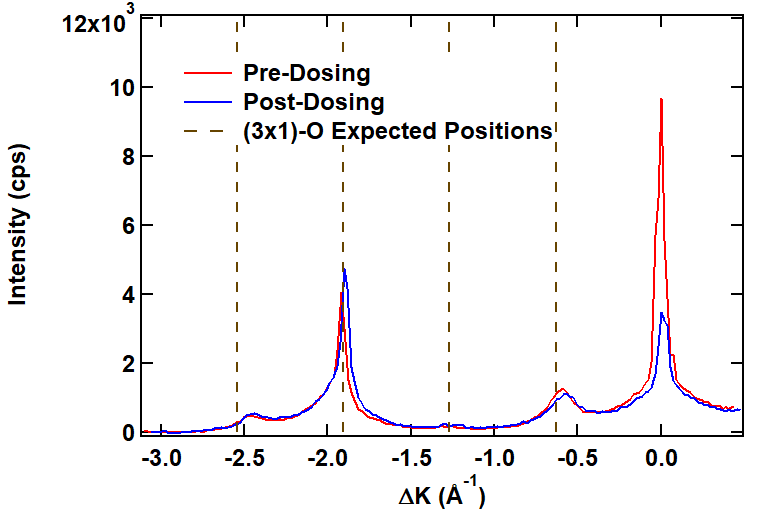 12x10³
10
8
6
4
2
0
Intensity (cps)
Pre-Dosing
Post-Dosing
(3x1)-O Expected Positions
-3.0 -2.5 -2.0 -1.5 -1.0 -0.5 0.0
ΔK (Å⁻¹)